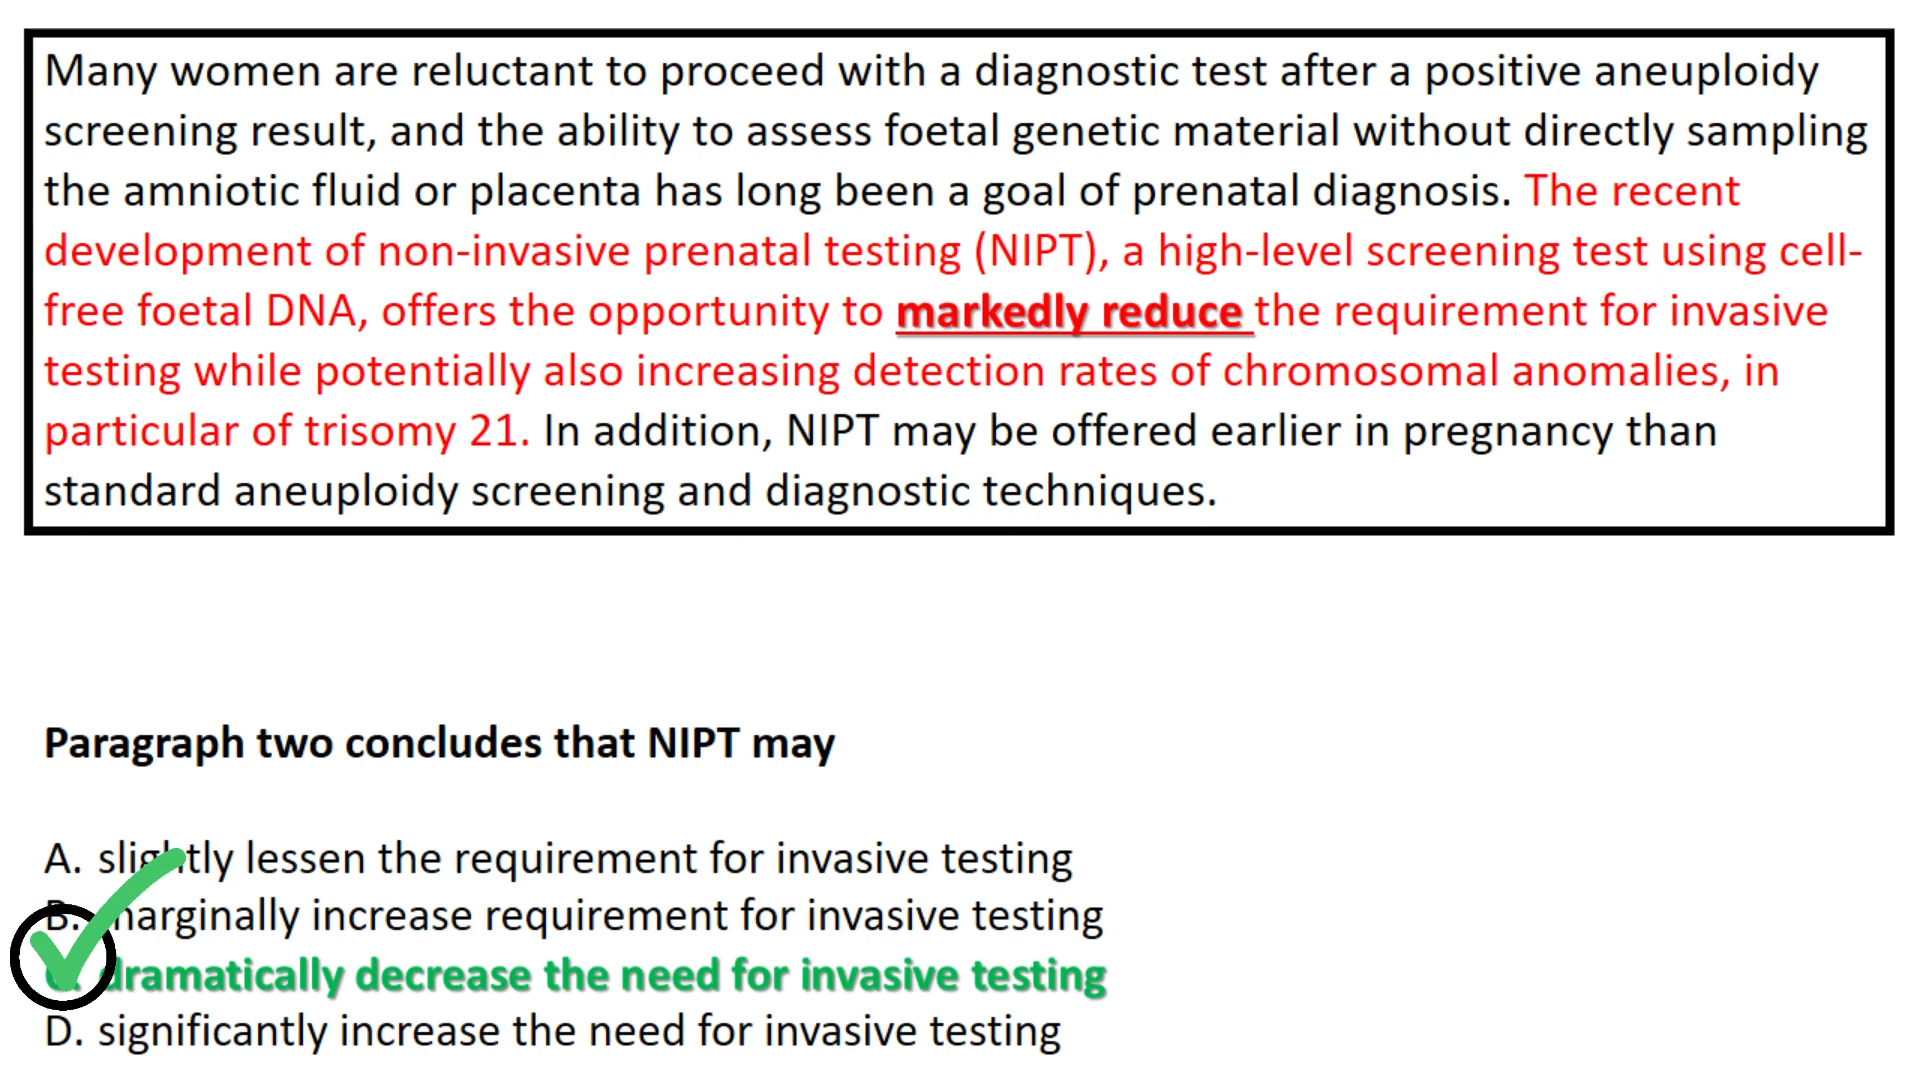 Many women are reluctant to proceed with a diagnostic test after a positive aneuploidy
screening result, and the ability to assess foetal genetic material without directly sampling
the amniotic fluid or placenta has long been a goal of prenatal diagnosis. The recent
development of non-invasive prenatal testing (NIPT), a high-level screening test using cell-
free foetal DNA, offers the opportunity to markedly reduce the requirement for invasive
testing while potentially also increasing detection rates of chromosomal anomalies, in
particular of trisomy 21. In addition, NIPT may be offered earlier in pregnancy than
standard aneuploidy screening and diagnostic techniques.
Paragraph two concludes that NIPT may
A. slightly lessen the requirement for invasive testing
B. marginally increase requirement for invasive testing
C. dramatically decrease the need for invasive testing
D. significantly increase the need for invasive testing